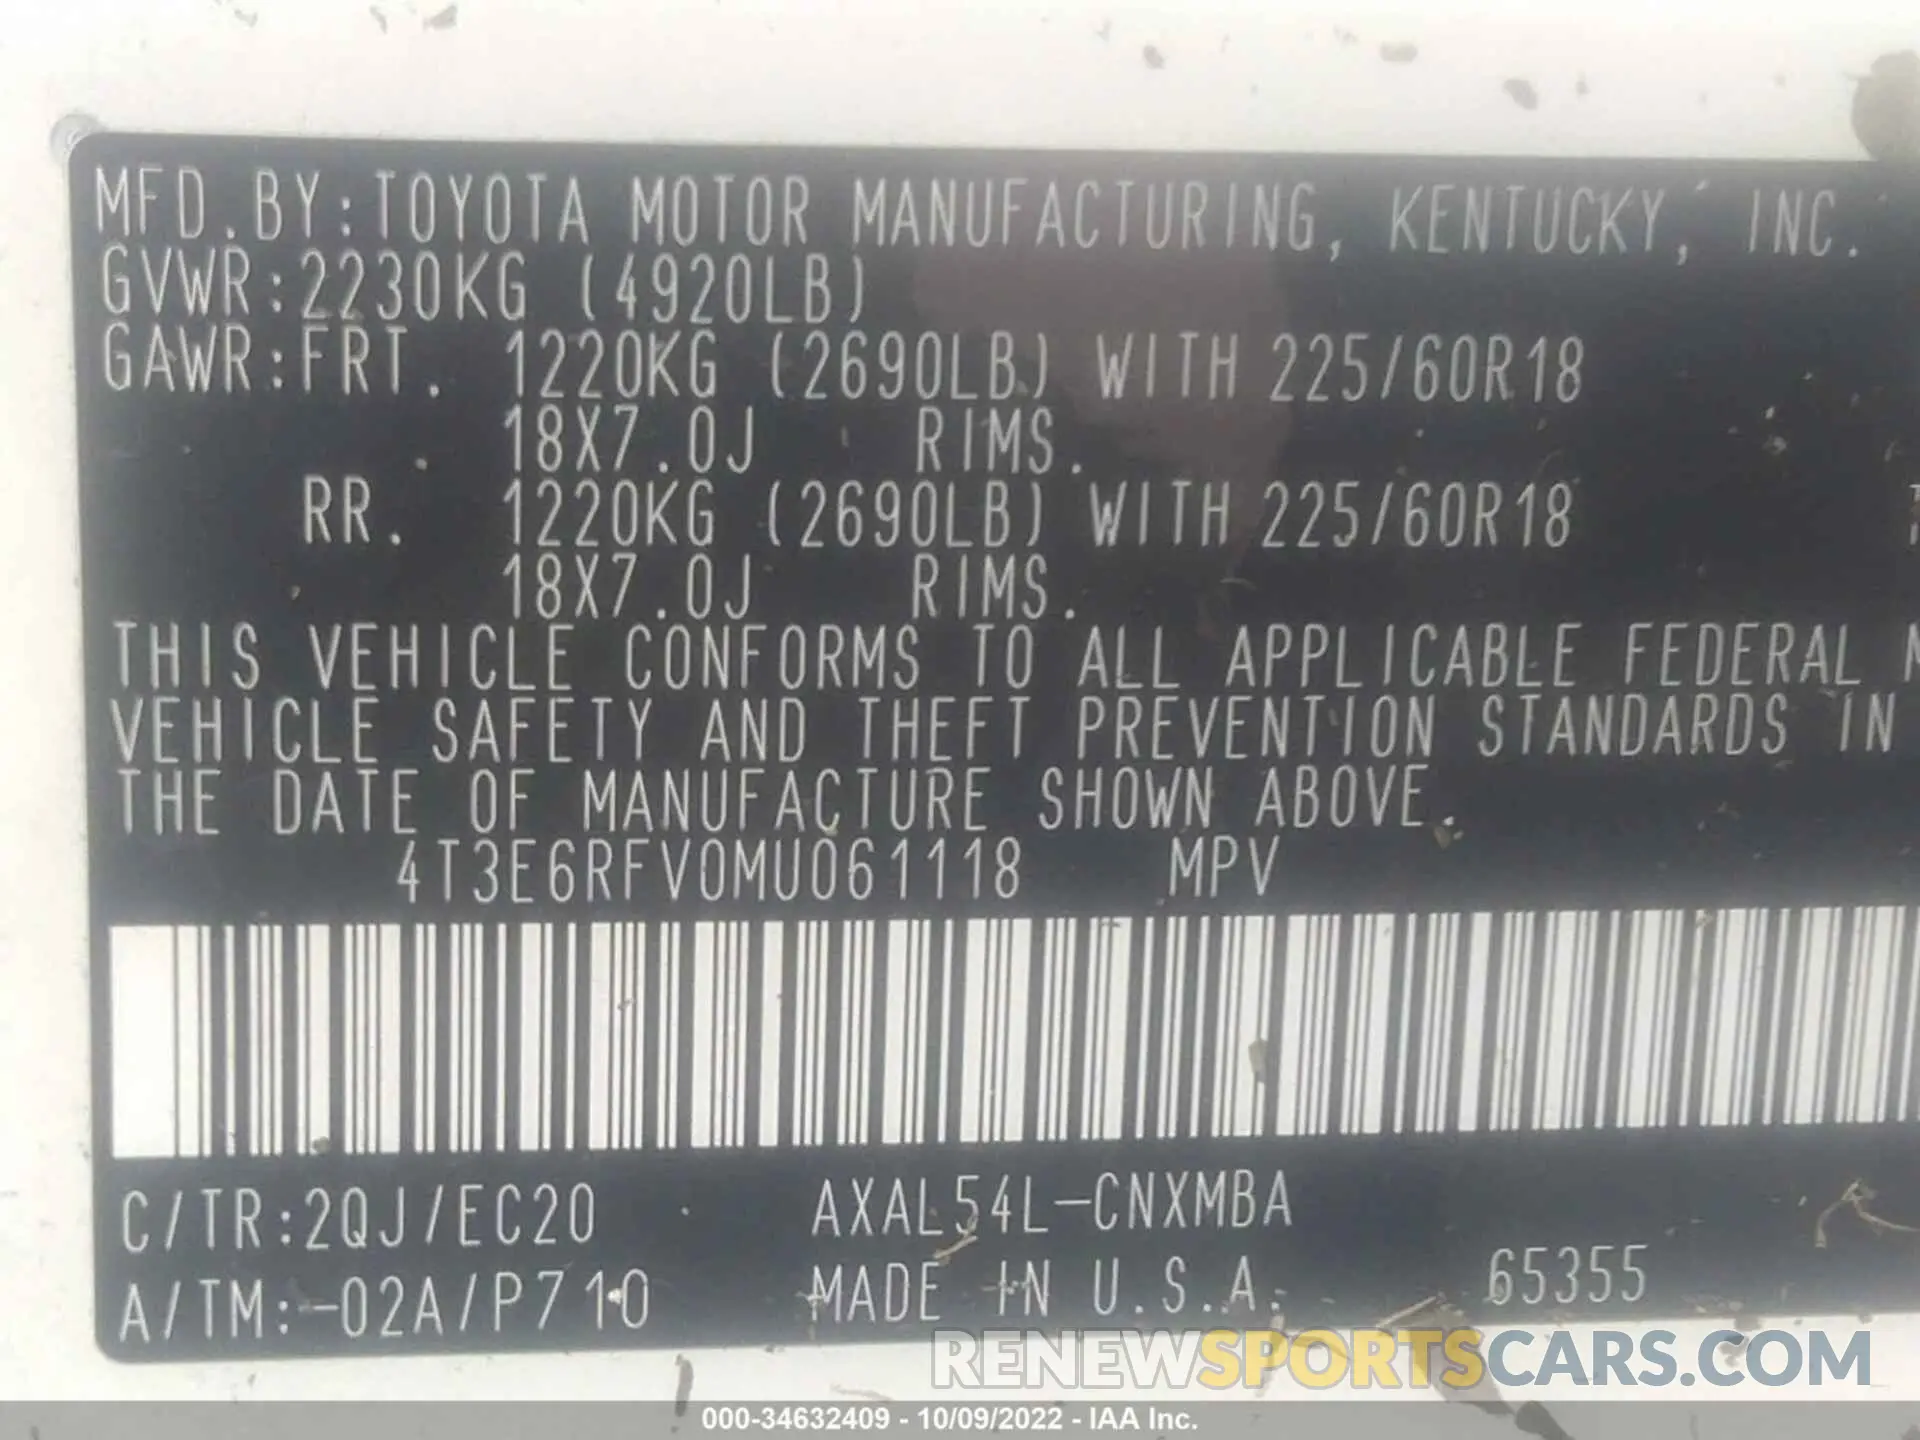 MFD.BY:TOYOTA MOTOR MANUFACTURING, KENTUCKY, INC.
GVWR:2230KG (4920LB)
GAWR:FRT. 1220KG (2690LB) WITH 225/60R18
18X7.0J RIMS.
RR. 1220KG (2690LB) WITH 225/60R18
18X7.0J RIMS.
THIS VEHICLE CONFORMS TO ALL APPLICABLE FEDERAL
VEHICLE SAFETY AND THEFT PREVENTION STANDARDS IN
THE DATE OF MANUFACTURE SHOWN ABOVE.
4T3E6RFV0MU061118 MPV
C/TR:2QJ/EC20 AXAL54L-CNXMBA
A/TM:-02A/P710 MADE IN U.S.A. 65355
RENEWSPORTSCARS.COM
000-34632409 - 10/09/2022 - IAA Inc.